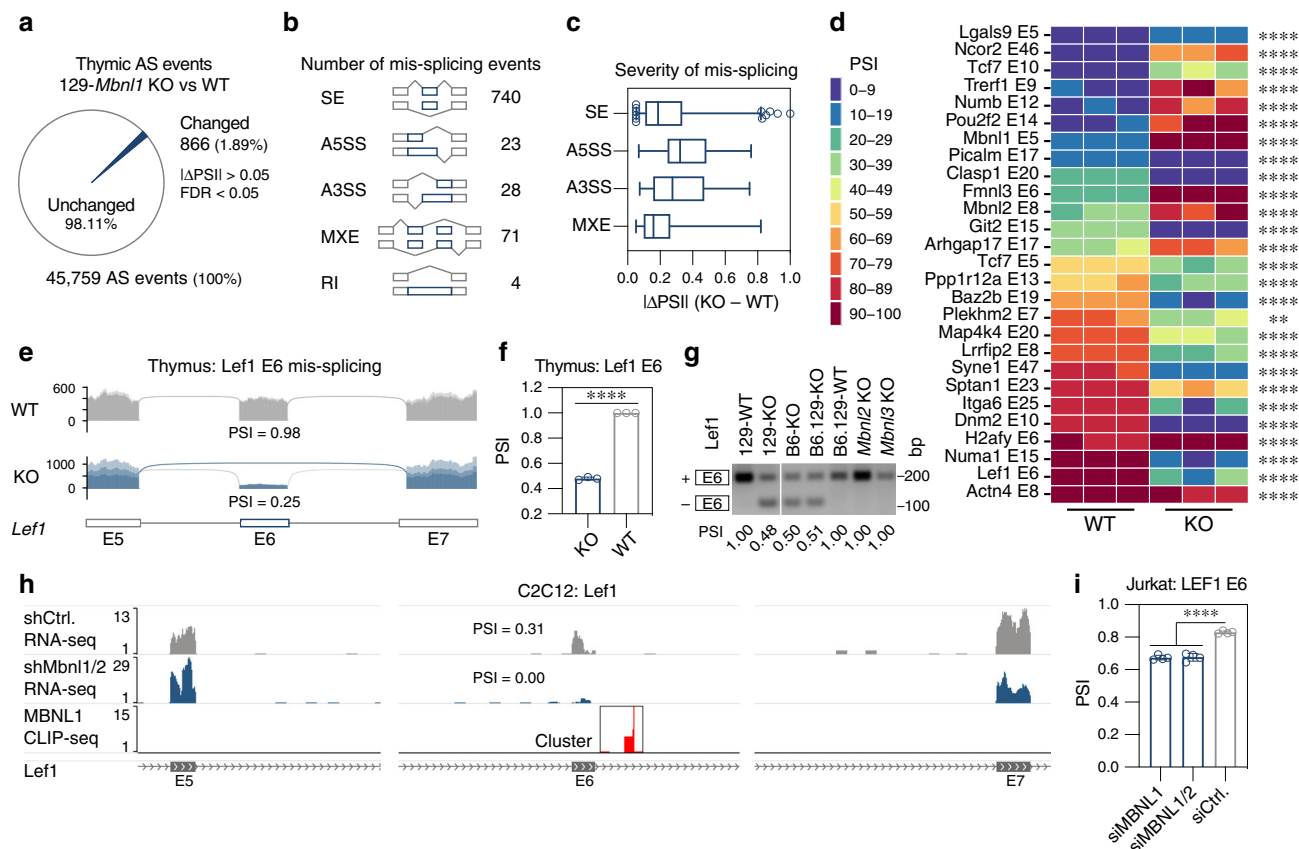 a
Thymic AS events
129-Mbnl1 KO vs WT
Changed
866 (1.89%)
|ΔPSI| > 0.05
FDR < 0.05
Unchanged
98.11%
45,759 AS events (100%)
b
Number of mis-splicing events
SE 740
A5SS 23
A3SS 28
MXE 71
RI 4
c
Severity of mis-splicing
SE
A5SS
A3SS
MXE
0.0 0.2 0.4 0.6 0.8 1.0
|ΔPSI| (KO – WT)
d
PSI
0–9
10–19
20–29
30–39
40–49
50–59
60–69
70–79
80–89
90–100
Lgals9 E5 ****
Ncor2 E46 ****
Tcf7 E10 ****
Trerf1 E9 ****
Numb E12 ****
Pou2f2 E14 ****
Mbnl1 E5 ****
Picalm E17 ****
Clasp1 E20 ****
Fmnl3 E6 ****
Mbnl2 E8 ****
Git2 E15 ****
Arhgap17 E17 ****
Tcf7 E5 ****
Ppp1r12a E13 ****
Baz2b E19 ****
Plekhm2 E7 **
Map4k4 E20 ****
Lrrfip2 E8 ****
Syne1 E47 ****
Sptan1 E23 ****
Itga6 E25 ****
Dnm2 E10 ****
H2afy E6 ****
Numa1 E15 ****
Lef1 E6 ****
Actn4 E8 ****
WT KO
e
Thymus: Lef1 E6 mis-splicing
WT
600
0
PSI = 0.98
KO
1000
0
PSI = 0.25
Lef1
E5 E6 E7
f
Thymus: Lef1 E6
PSI
1.2
1.0
0.8
0.6
0.4
0.2
****
KO WT
g
Lef1
129-WT
129-KO
B6-KO
B6.129-KO
B6.129-WT
Mbnl2 KO
Mbnl3 KO
bp
+ E6 -200
– E6 -100
PSI 1.00 0.48 0.50 0.51 1.00 1.00 1.00
h
C2C12: Lef1
shCtrl.
RNA-seq
13
1
PSI = 0.31
shMbnl1/2
RNA-seq
29
1
PSI = 0.00
MBNL1
CLIP-seq
15
1
Cluster
Lef1
E5 E6 E7
i
Jurkat: LEF1 E6
PSI
1.0
0.8
0.6
0.4
0.2
0.0
****
siMBNL1
siMBNL1/2
siCtrl.